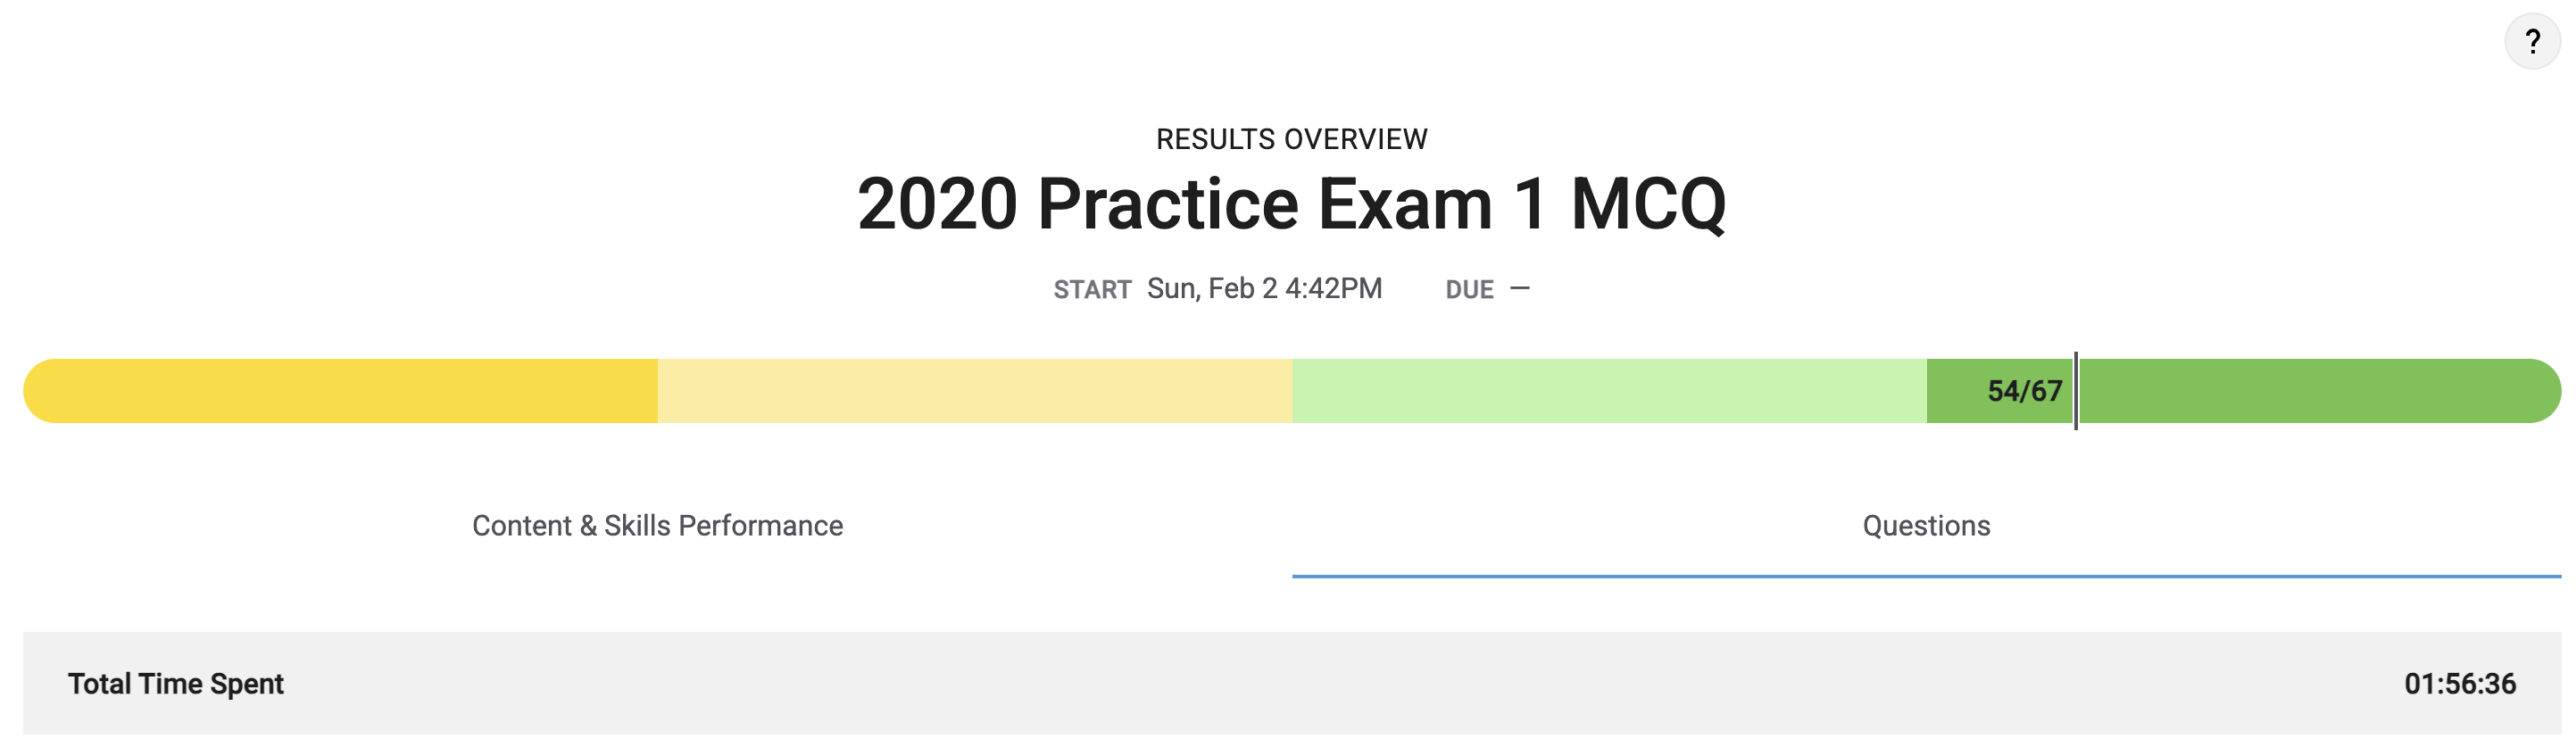 ?
RESULTS OVERVIEW
2020 Practice Exam 1 MCQ
START Sun, Feb 2 4:42PM DUE —
54/67
Content & Skills Performance Questions
Total Time Spent 01:56:36